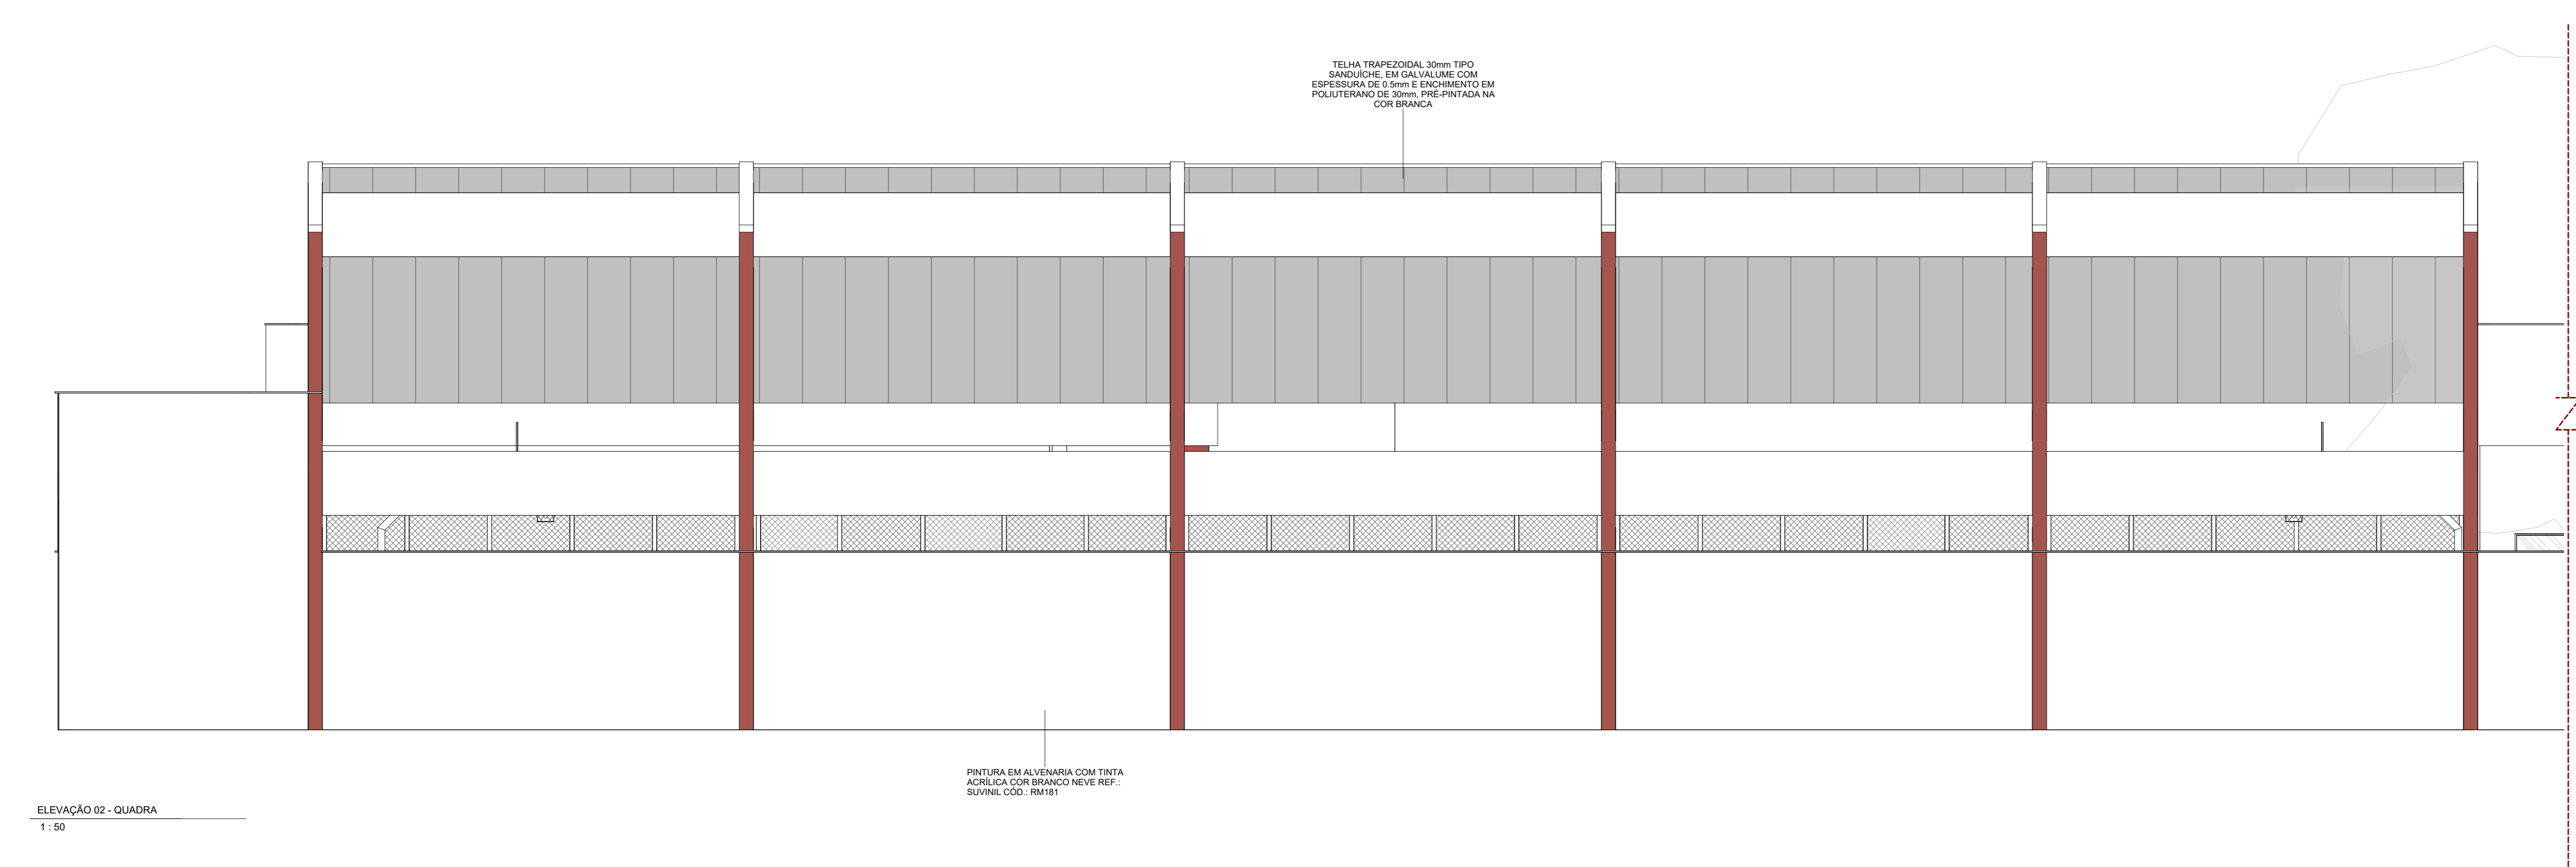 TELHA TRAPEZOIDAL 30mm TIPO
SANDUÍCHE, EM GALVALUME COM
ESPESSURA DE 0.5mm E ENCHIMENTO EM
POLIUTERANO DE 30mm, PRÉ-PINTADA NA
COR BRANCA
PINTURA EM ALVENARIA COM TINTA
ACRÍLICA COR BRANCO NEVE REF.:
SUVINIL CÓD.: RM181
ELEVAÇÃO 02 - QUADRA
1 : 50